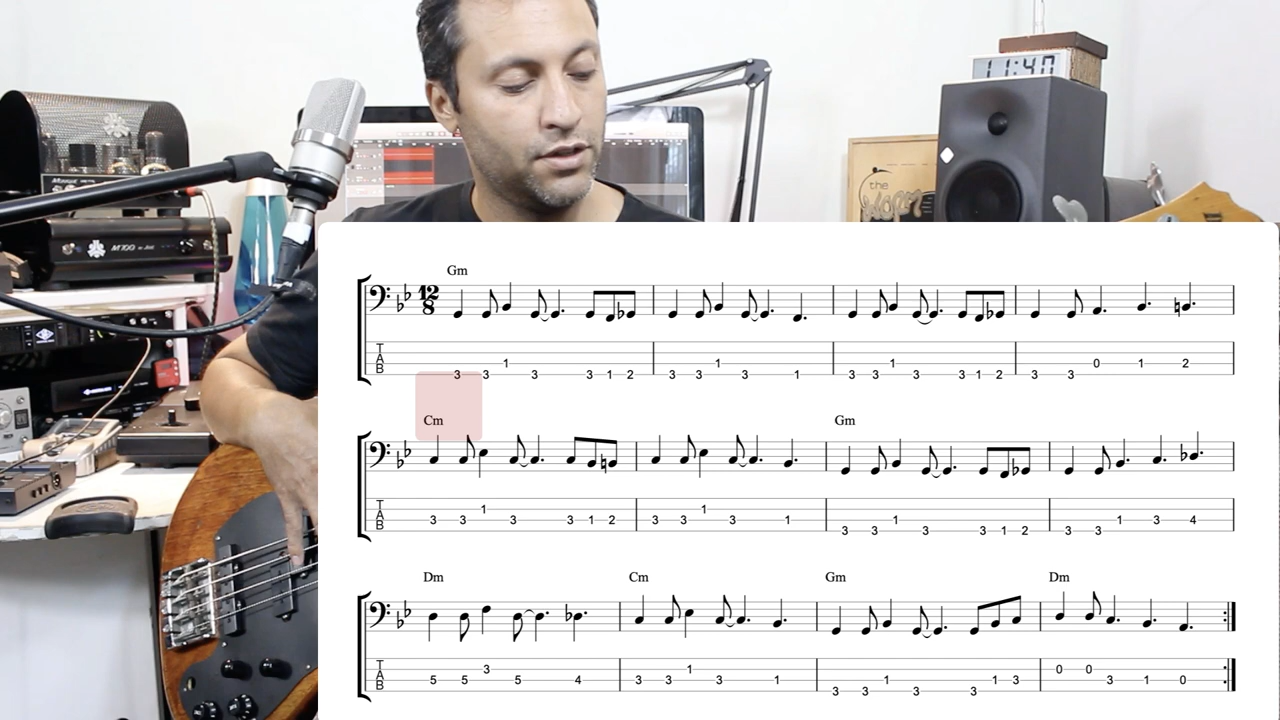 11:40
the
M700
Gm
12
8
T
A
B
3 3 1 3 3 1 2 3 3 1 3 1 3 3 1 3 3 1 2 3 3 0 1 2
Cm Gm
T
A
B
3 3 1 3 3 1 2 3 3 1 3 1 3 3 1 3 3 1 2 3 3 1 3 4
Dm Cm Gm Dm
T
A
B
5 5 3 5 4 3 3 1 3 1 3 3 1 3 3 1 3 0 0 3 1 0